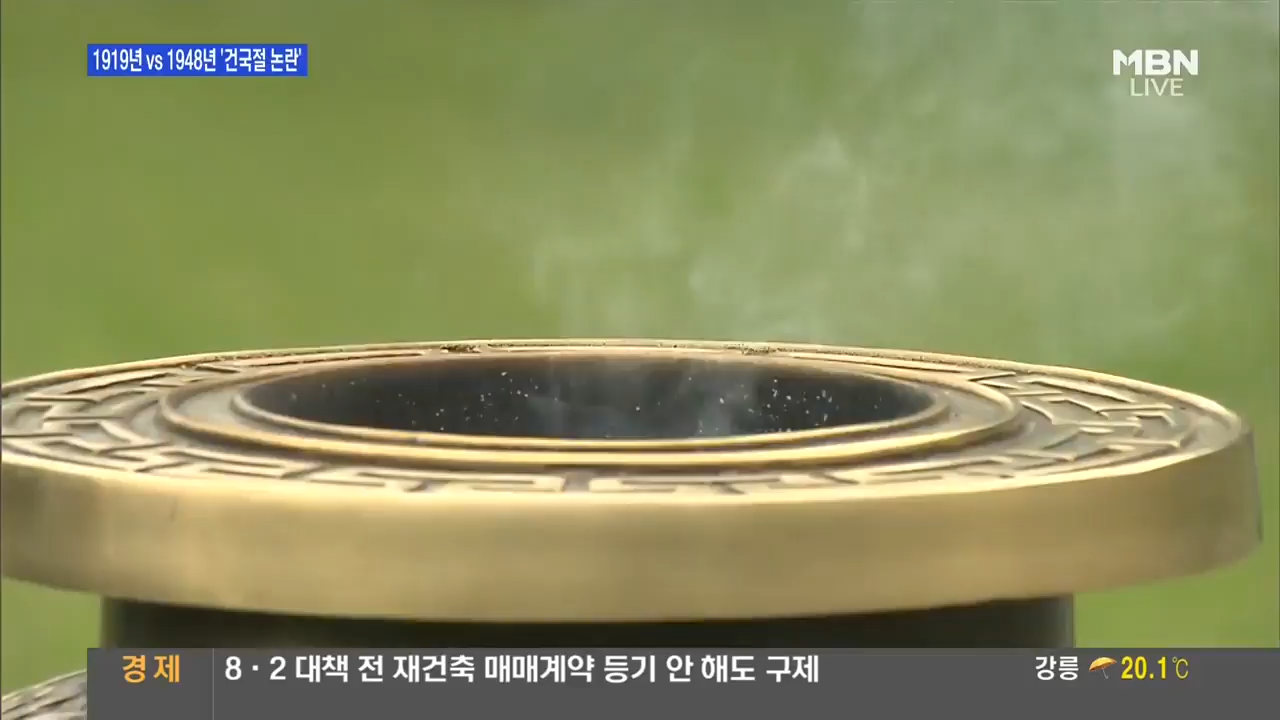 1919년 vs 1948년 '건국절 논란'
MBN
LIVE
경제
8·2 대책 전 재건축 매매계약 등기 안 해도 구제
강릉 20.1℃